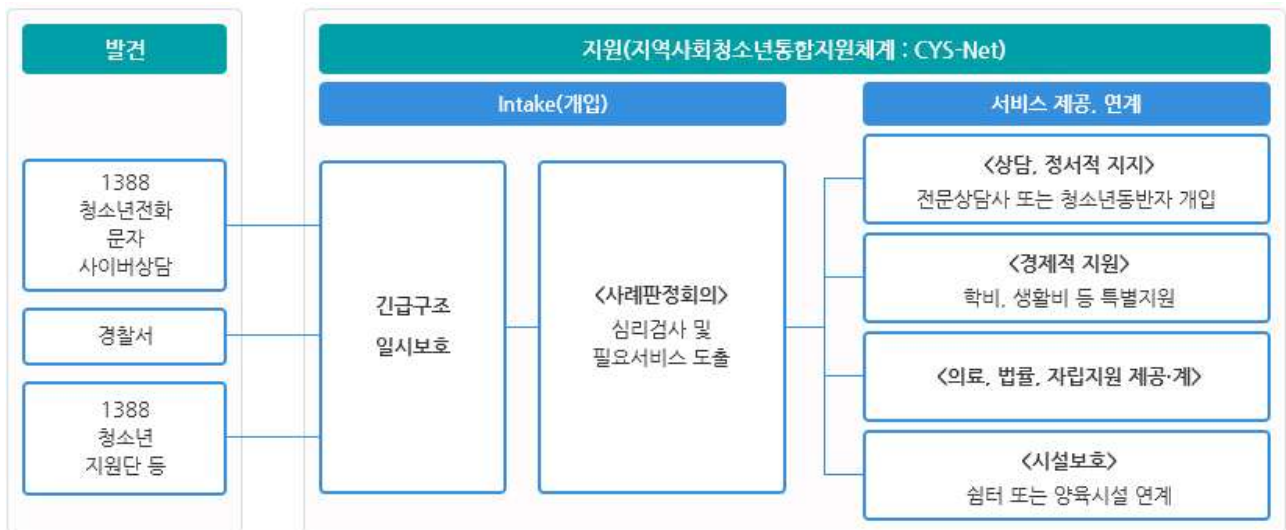 발견
지원(지역사회청소년통합지원체계 : CYS-Net)
Intake(개입)
서비스 제공, 연계
1388
청소년전화
문자
사이버상담
경찰서
1388
청소년
지원단 등
긴급구조
일시보호
<사례판정회의>
심리검사 및
필요서비스 도출
<상담, 정서적 지지>
전문상담사 또는 청소년동반자 개입
<경제적 지원>
학비, 생활비 등 특별지원
<의료, 법률, 자립지원 제공·계>
<시설보호>
쉼터 또는 양육시설 연계